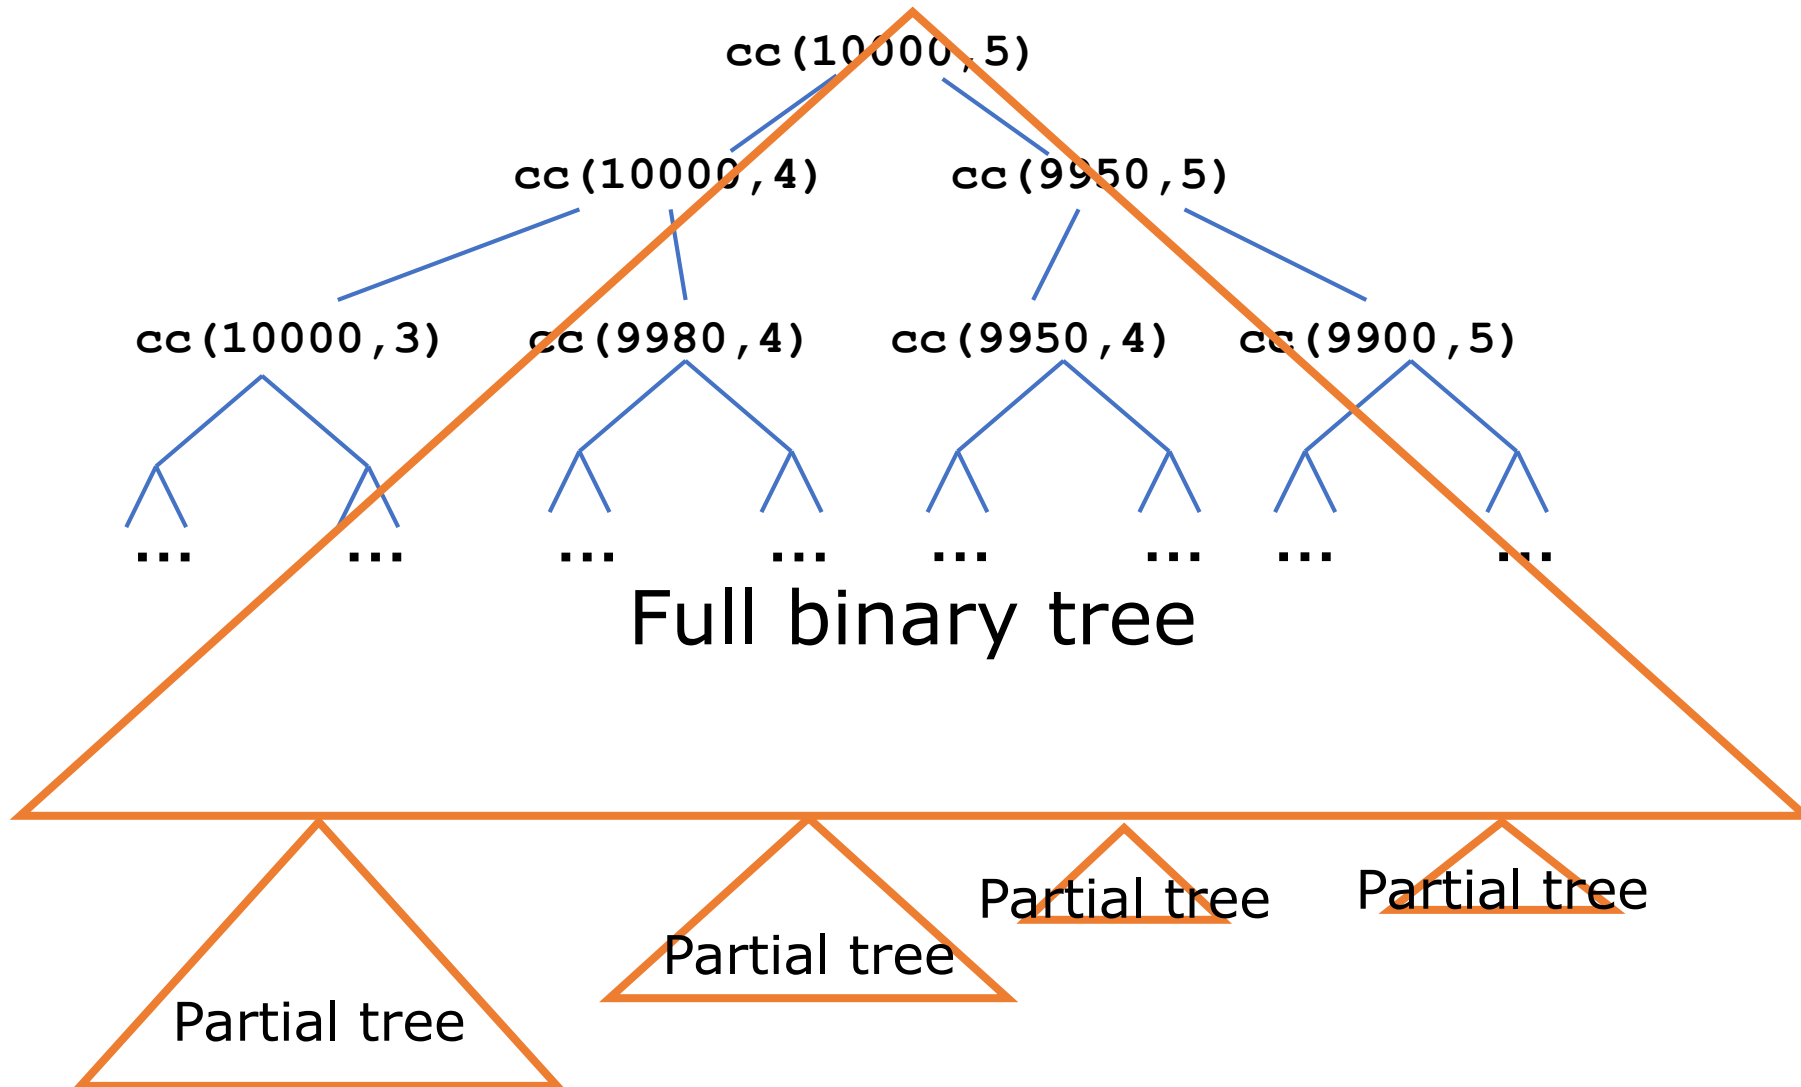 cc(10000,5)
cc(10000,4) cc(9950,5)
cc(10000,3) cc(9980,4) cc(9950,4) cc(9900,5)
... ... ... ... ... ... ... ...
Full binary tree
Partial tree Partial tree
Partial tree
Partial tree